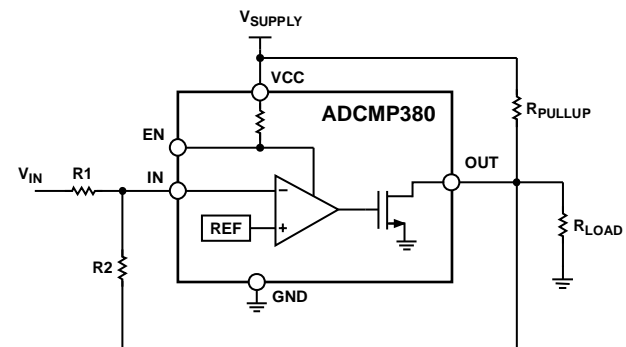 VSUPPLY
VCC
ADCMP380
RPULLUP
EN
OUT
VIN
R1
IN
−
REF
+
RLOAD
R2
GND